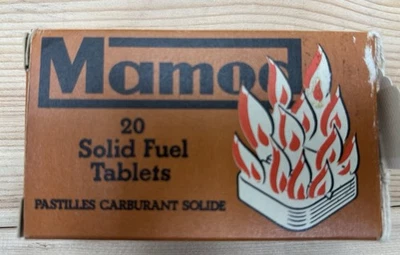 Mamod
20
Solid Fuel
Tablets
PASTILLES CARBURANT SOLIDE